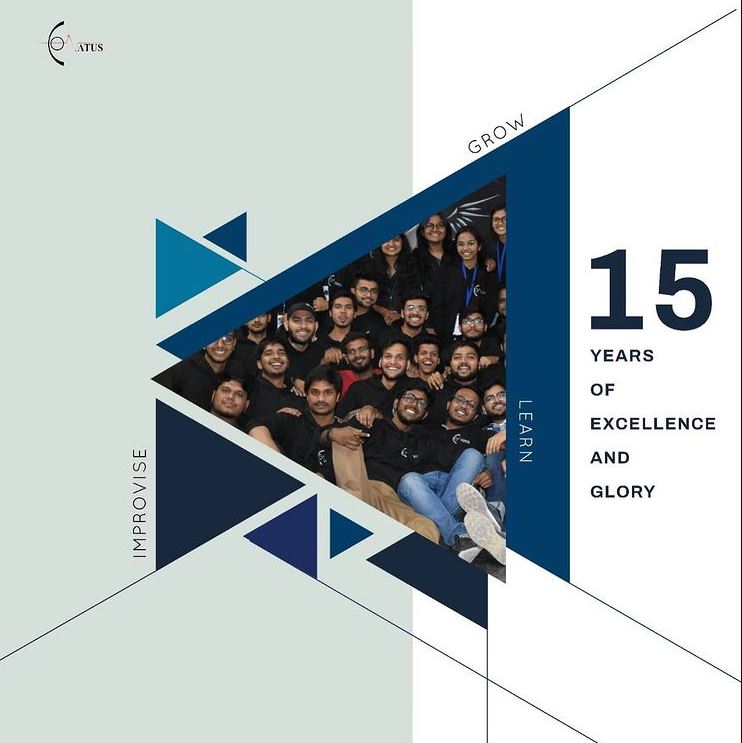 .ATUS
GROW
LEARN
IMPROVISE
15
YEARS
OF
EXCELLENCE
AND
GLORY